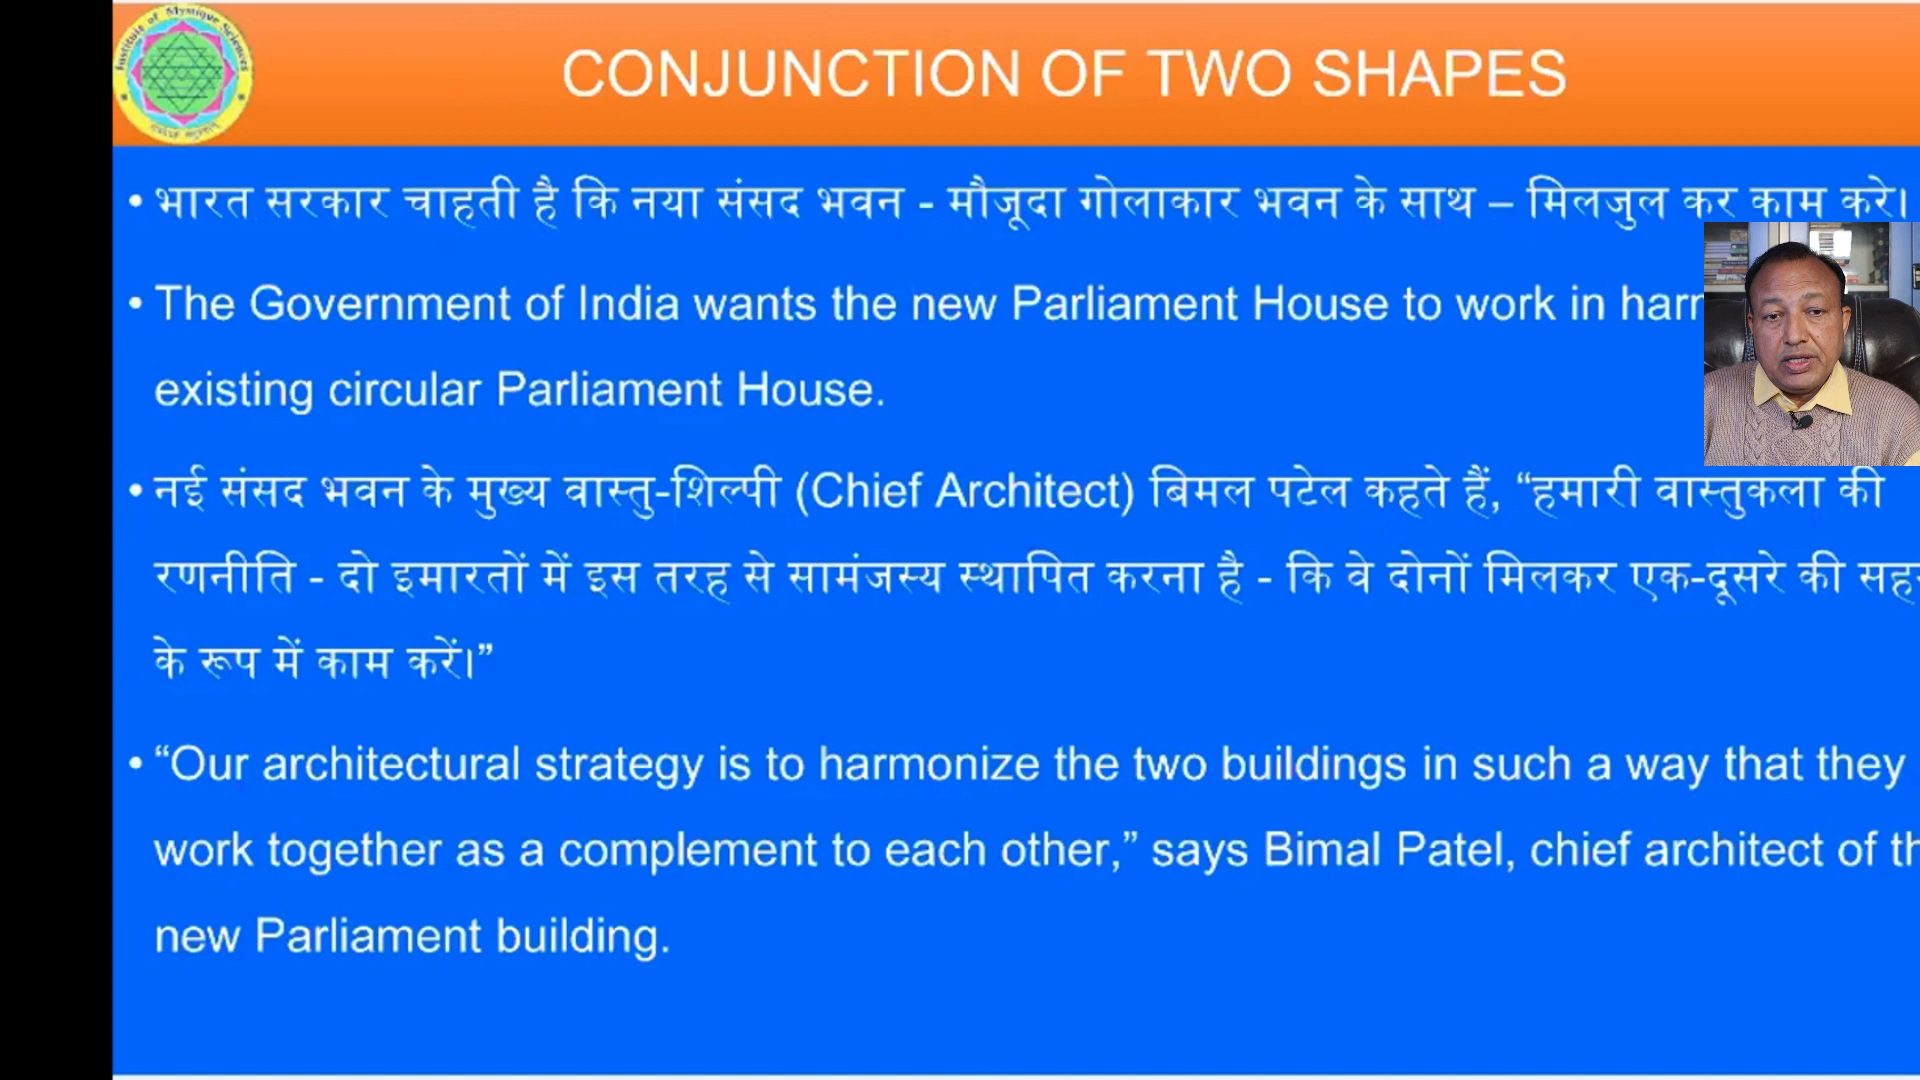 Institute of Mystique Sciences
CONJUNCTION OF TWO SHAPES
• भारत सरकार चाहती है कि नया संसद भवन - मौजूदा गोलाकार भवन के साथ – मिलजुल कर काम करे।
• The Government of India wants the new Parliament House to work in
existing circular Parliament House.
• नई संसद भवन के मुख्य वास्तु-शिल्पी (Chief Architect) बिमल पटेल कहते हैं, “हमारी वास्तुकला की
रणनीति - दो इमारतों में इस तरह से सामंजस्य स्थापित करना है - कि वे दोनों मिलकर एक-दूसरे की
के रूप में काम करें।”
• “Our architectural strategy is to harmonize the two buildings in such a way that they
work together as a complement to each other,” says Bimal Patel, chief architect of
new Parliament building.